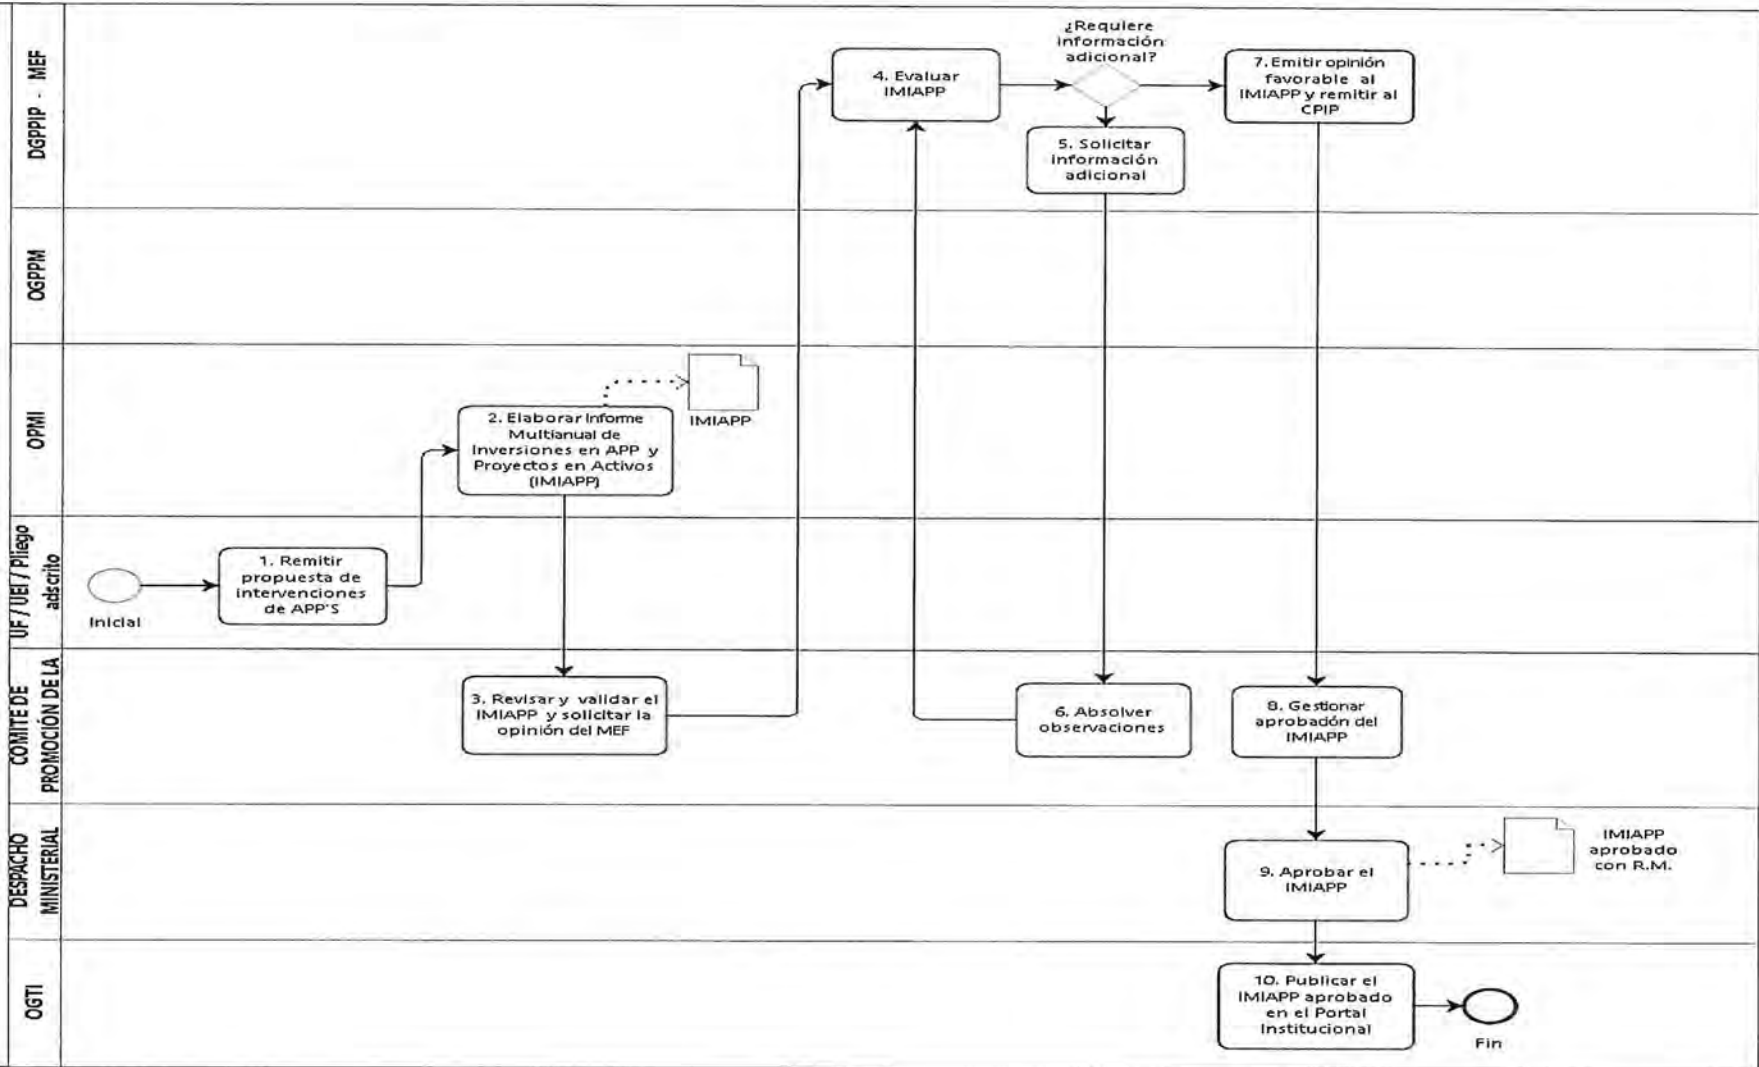 DGPPIP - MEF
¿Requiere
información
adicional?
4. Evaluar
IMIAPP
7. Emitir opinión
favorable al
IMIAPP y remitir al
CPIP
5. Solicitar
información
adicional
OGPPM
OPMI
2. Elaborar Informe
Multianual de
Inversiones en APP y
Proyectos en Activos
(IMIAPP)
IMIAPP
UF / UEI / Pliego
adscrito
Inicial
1. Remitir
propuesta de
intervenciones
de APP'S
COMITE DE
PROMOCIÓN DE LA
3. Revisar y validar el
IMIAPP y solicitar la
opinión del MEF
6. Absolver
observaciones
8. Gestionar
aprobación del
IMIAPP
DESPACHO
MINISTERIAL
9. Aprobar el
IMIAPP
IMIAPP
aprobado
con R.M.
OGTI
10. Publicar el
IMIAPP aprobado
en el Portal
Institucional
Fin